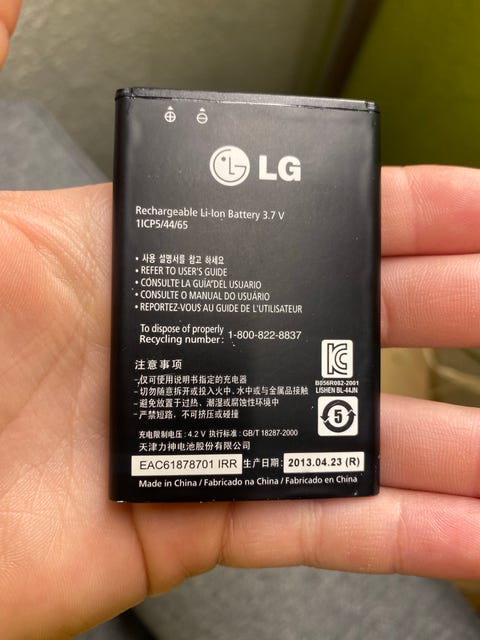 ⊕ ⊖
LG
Rechargeable Li-Ion Battery 3.7 V
1ICP5/44/65
• 사용 설명서를 참고 하세요
• REFER TO USER'S GUIDE
• CONSULTE LA GUÍA DEL USUARIO
• CONSULTE O MANUAL DO USUÁRIO
• REPORTEZ-VOUS AU GUIDE DE L'UTILISATEUR
To dispose of properly
Recycling number: 1-800-822-8837
注意事项
–仅可使用说明书指定的充电器
–切勿随意拆开或投入火中、水中或与金属品接触
–避免放置于过热、潮湿或腐蚀性环境中
–严禁短路、不可挤压或碰撞
KC
B056R082-2001
LISHEN BL-44JN
5
充电限制电压：4.2 V 执行标准：GB/T 18287-2000
天津力神电池股份有限公司
EAC61878701 IRR 生产日期：2013.04.23 (R)
Made in China / Fabricado na China / Fabricado en China